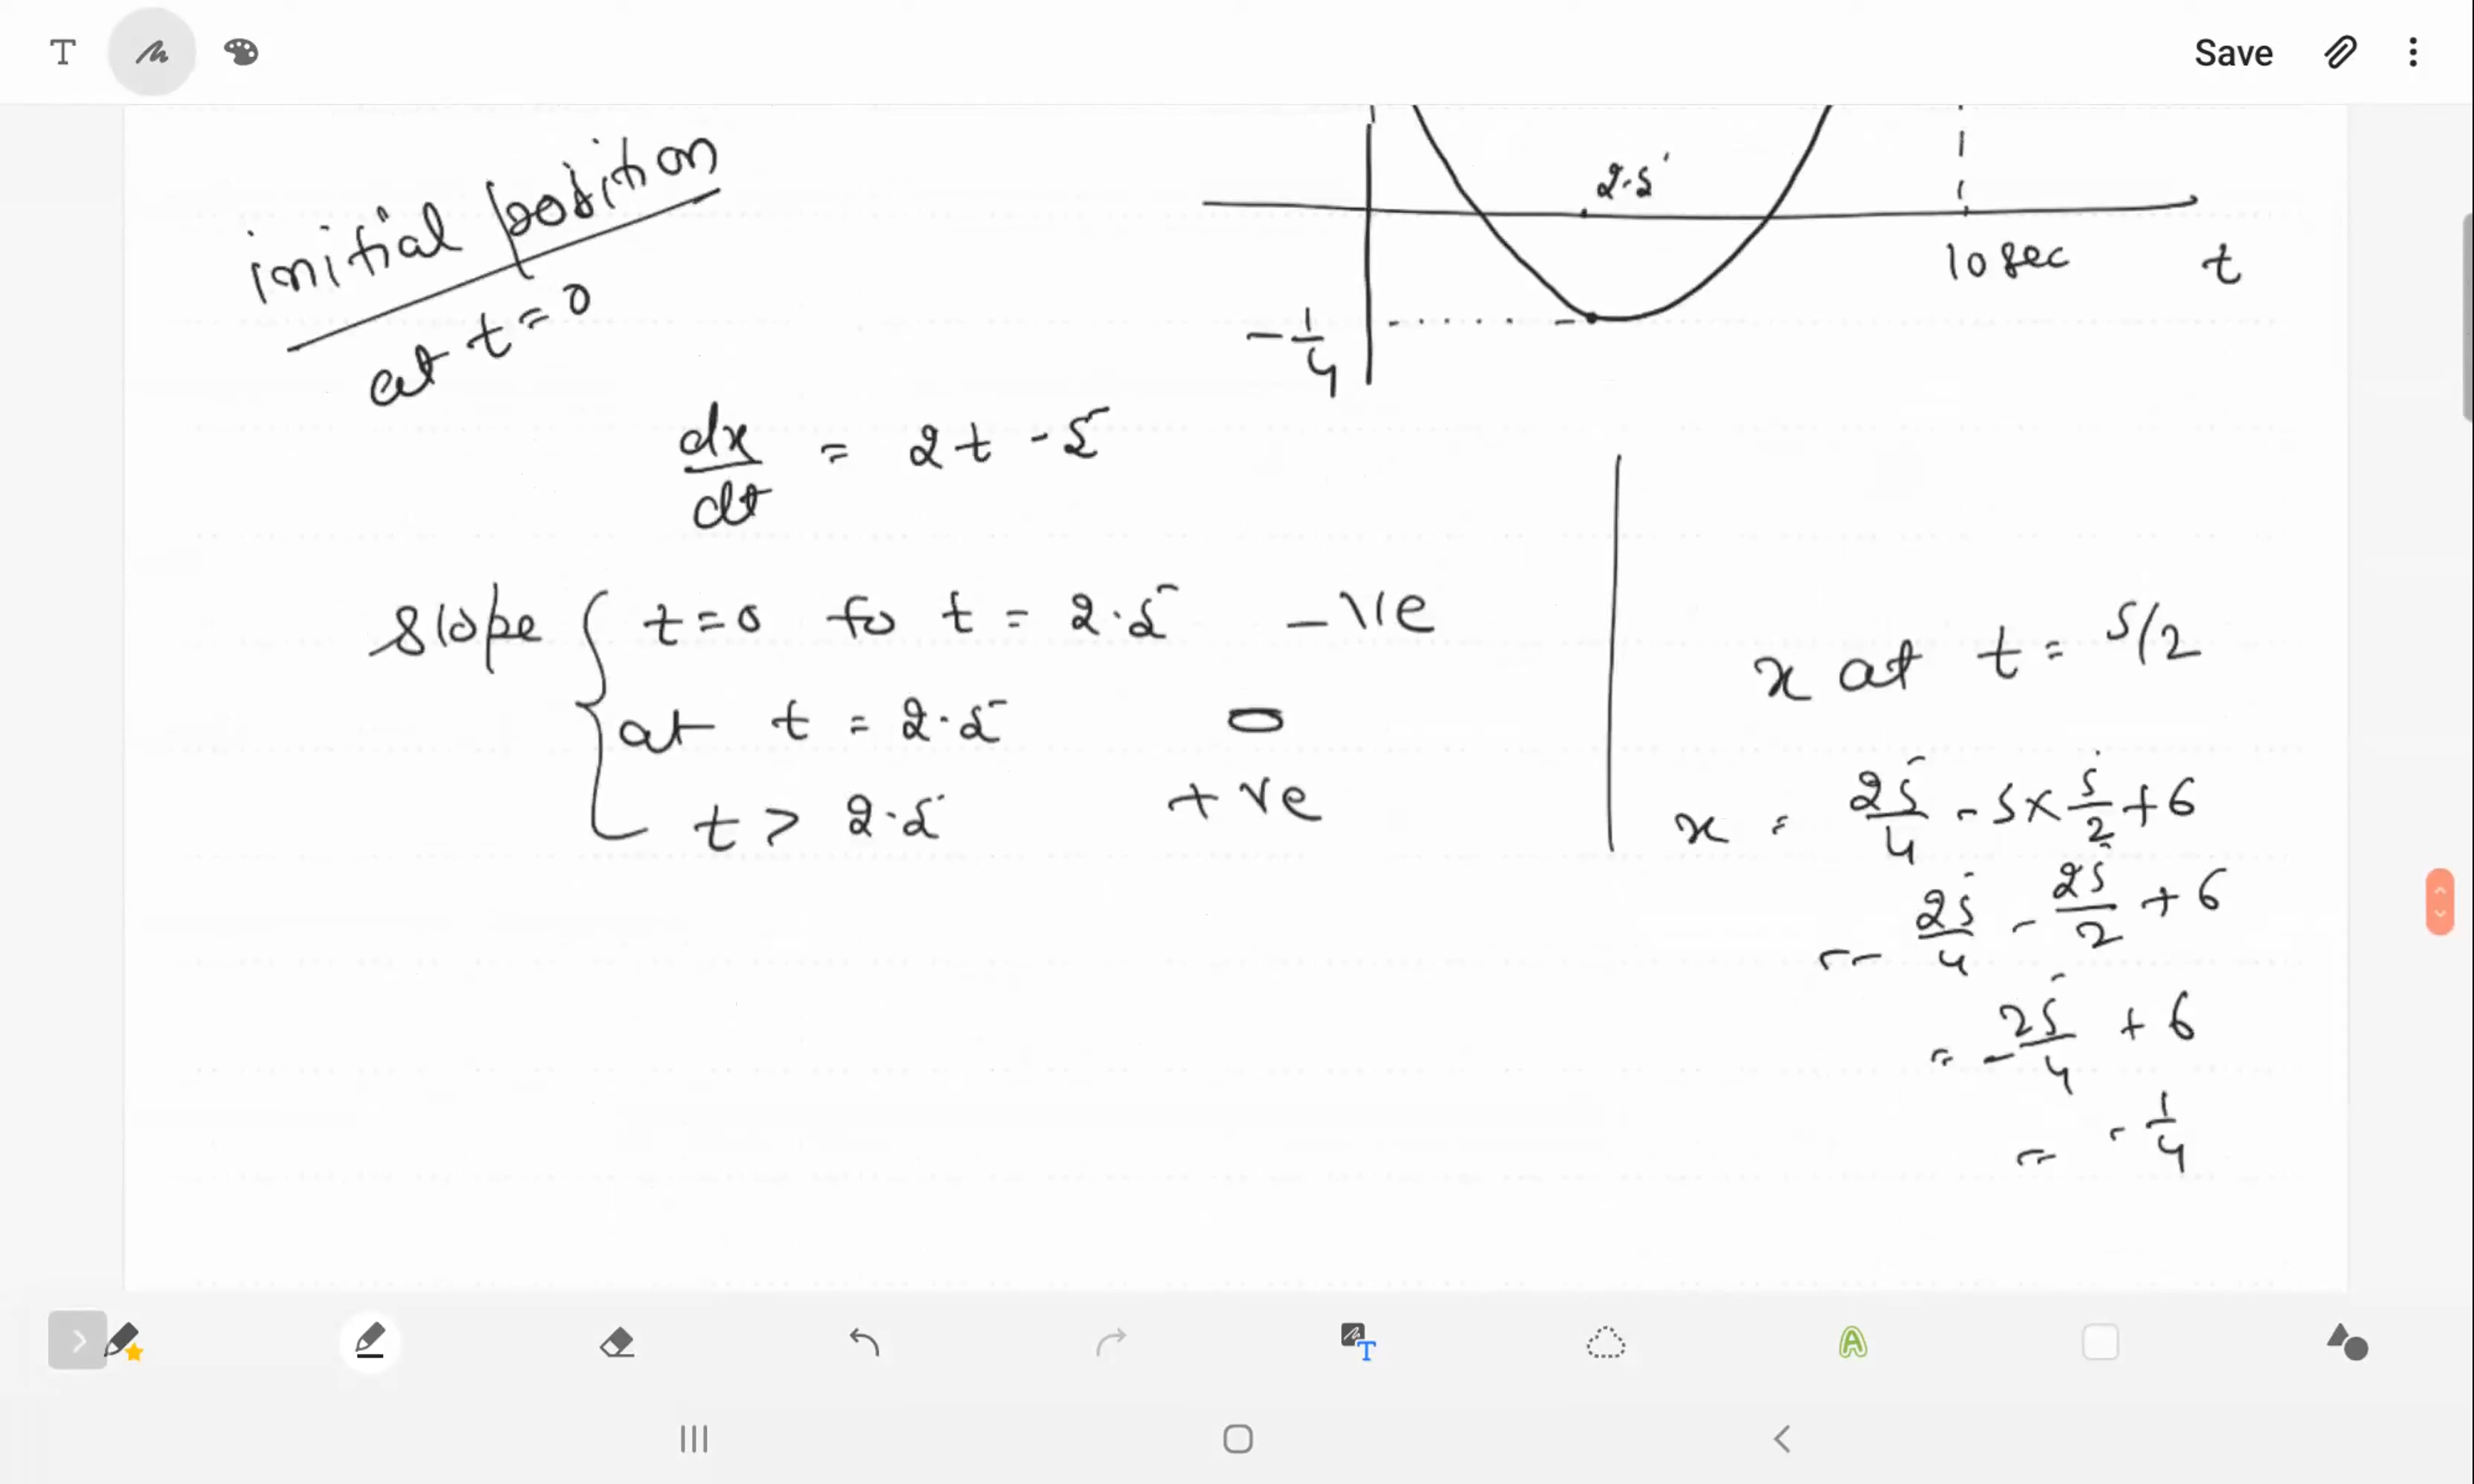 T Save
initial position
at t = 0
2.5
10 sec t
-1/4
dx/dt = 2t - 5
slope { t = 0 to t = 2.5 -ve
at t = 2.5 0
t > 2.5 +ve
x at t = 5/2
x = 25/4 - 5 × 5/2 + 6
= 25/4 - 25/2 + 6
= -25/4 + 6
= -1/4
T A